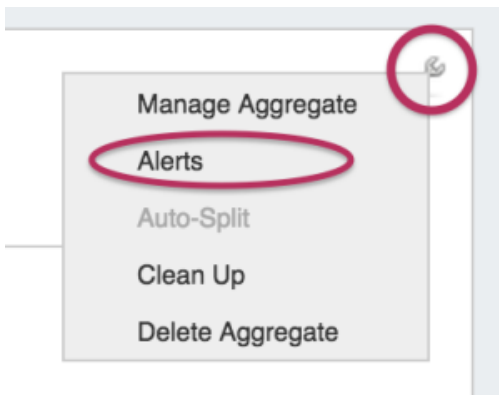 Manage Aggregate
Alerts
Auto-Split
Clean Up
Delete Aggregate